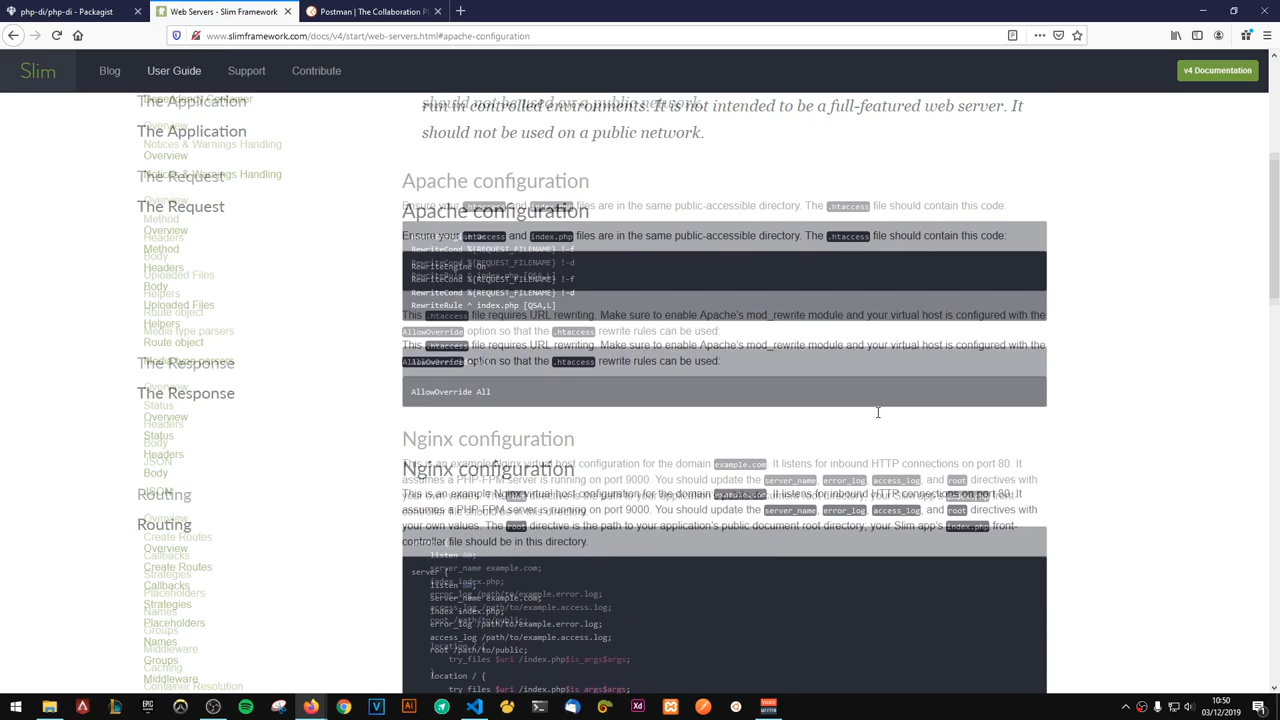 php-di/php-di - Packagist
Web Servers - Slim Framework
Postman | The Collaboration P
www.slimframework.com/docs/v4/start/web-servers.html#apache-configuration
Slim
Blog
User Guide
Support
Contribute
v4 Documentation
Dependency Container
The Application
Overview
Notices & Warnings Handling
The Request
Overview
Method
Headers
Body
Uploaded Files
Helpers
Route object
Media type parsers
The Response
Overview
Status
Headers
Body
JSON
Routing
Overview
Create Routes
Callbacks
Strategies
Placeholders
Names
Groups
Middleware
Caching
Container Resolution
run in controlled environments. It is not intended to be a full-featured web server. It
should not be used on a public network.
Apache configuration
Ensure your .htaccess and index.php files are in the same public-accessible directory. The .htaccess file should contain this code:
RewriteEngine On
RewriteCond %{REQUEST_FILENAME} !-f
RewriteCond %{REQUEST_FILENAME} !-d
RewriteRule ^ index.php [QSA,L]
This .htaccess file requires URL rewriting. Make sure to enable Apache's mod_rewrite module and your virtual host is configured with the
AllowOverride option so that the .htaccess rewrite rules can be used:
AllowOverride All
Nginx configuration
This is an example Nginx virtual host configuration for the domain example.com. It listens for inbound HTTP connections on port 80. It
assumes a PHP-FPM server is running on port 9000. You should update the server_name, error_log, access_log, and root directives with
your own values. The root directive is the path to your application's public document root directory; your Slim app's index.php front-
controller file should be in this directory.
server {
listen 80;
server_name example.com;
index index.php;
error_log /path/to/example.error.log;
access_log /path/to/example.access.log;
root /path/to/public;
location / {
try_files $uri /index.php$is_args$args;
10:50
03/12/2019